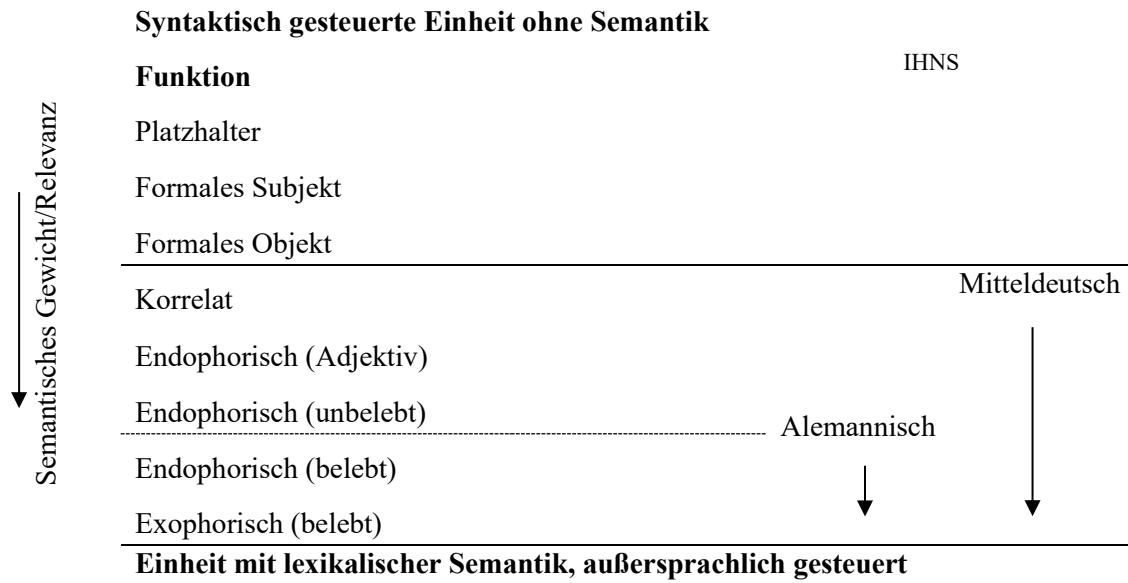 Syntaktisch gesteuerte Einheit ohne Semantik
IHNS
Funktion
Platzhalter
Formales Subjekt
Formales Objekt
Mitteldeutsch
Korrelat
Endophorisch (Adjektiv)
Endophorisch (unbelebt)
Alemannisch
Endophorisch (belebt)
Exophorisch (belebt)
Einheit mit lexikalischer Semantik, außersprachlich gesteuert
Semantisches Gewicht/Relevanz